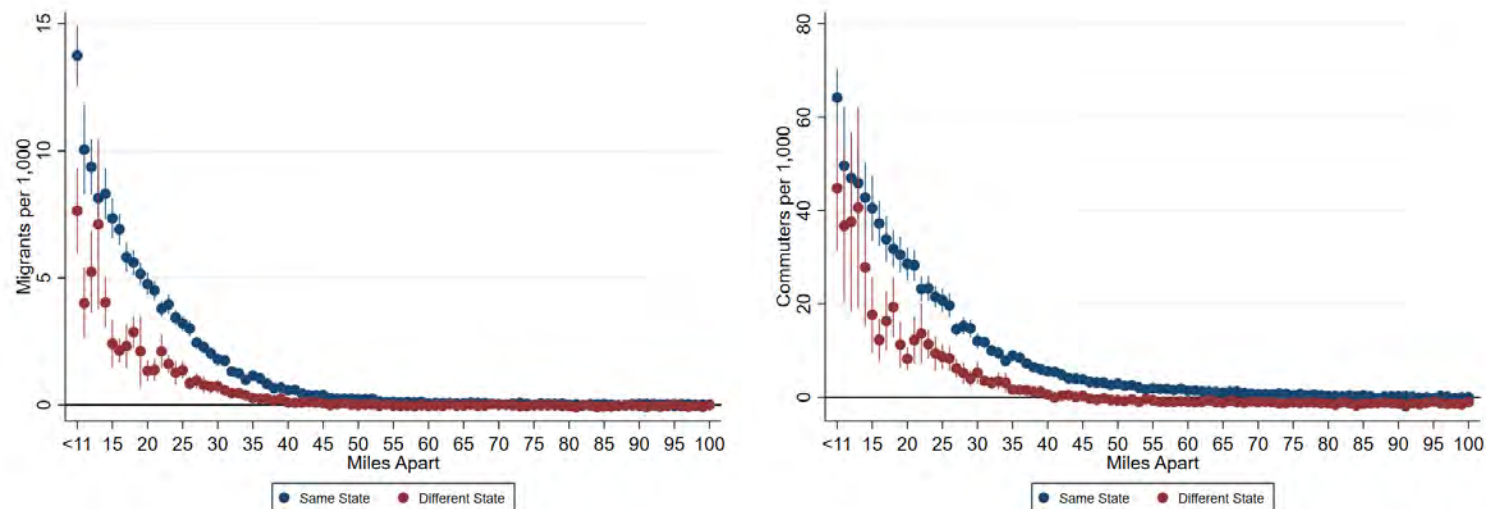 Migrants per 1,000
15
10
5
0
<11 15 20 25 30 35 40 45 50 55 60 65 70 75 80 85 90 95 100
Miles Apart
Same State Different State
Commuters per 1,000
80
60
40
20
0
<11 15 20 25 30 35 40 45 50 55 60 65 70 75 80 85 90 95 100
Miles Apart
Same State Different State